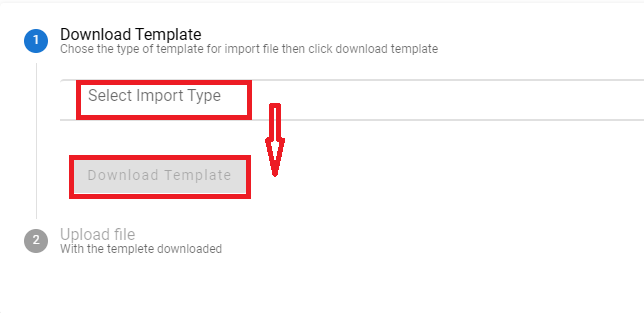 1
Download Template
Chose the type of template for import file then click download template
Select Import Type
Download Template
2
Upload file
With the templete downloaded